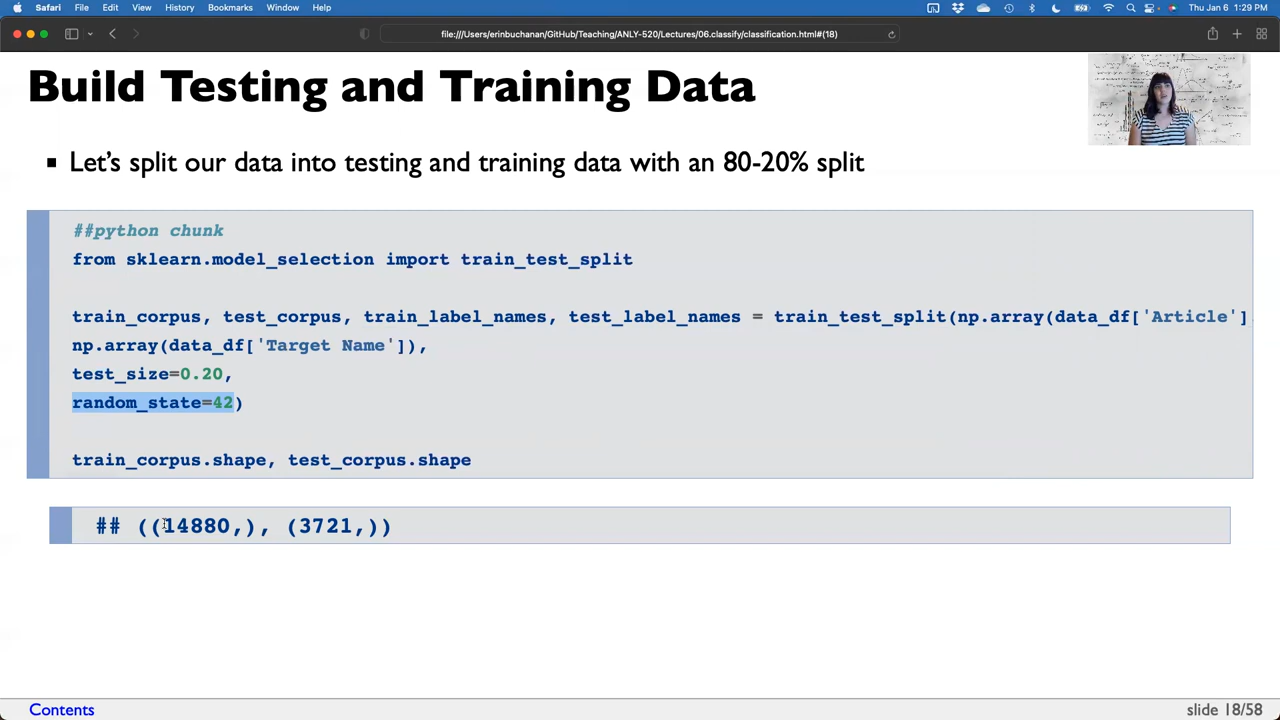 Safari File Edit View History Bookmarks Window Help Thu Jan 6 1:29 PM
file:///Users/erinbuchanan/GitHub/Teaching/ANLY-520/Lectures/06.classify/classification.html#(18)
Build Testing and Training Data
Let's split our data into testing and training data with an 80-20% split
##python chunk
from sklearn.model_selection import train_test_split
train_corpus, test_corpus, train_label_names, test_label_names = train_test_split(np.array(data_df['Article']
np.array(data_df['Target Name']),
test_size=0.20,
random_state=42)
train_corpus.shape, test_corpus.shape
## ((14880,), (3721,))
Contents
slide 18/58